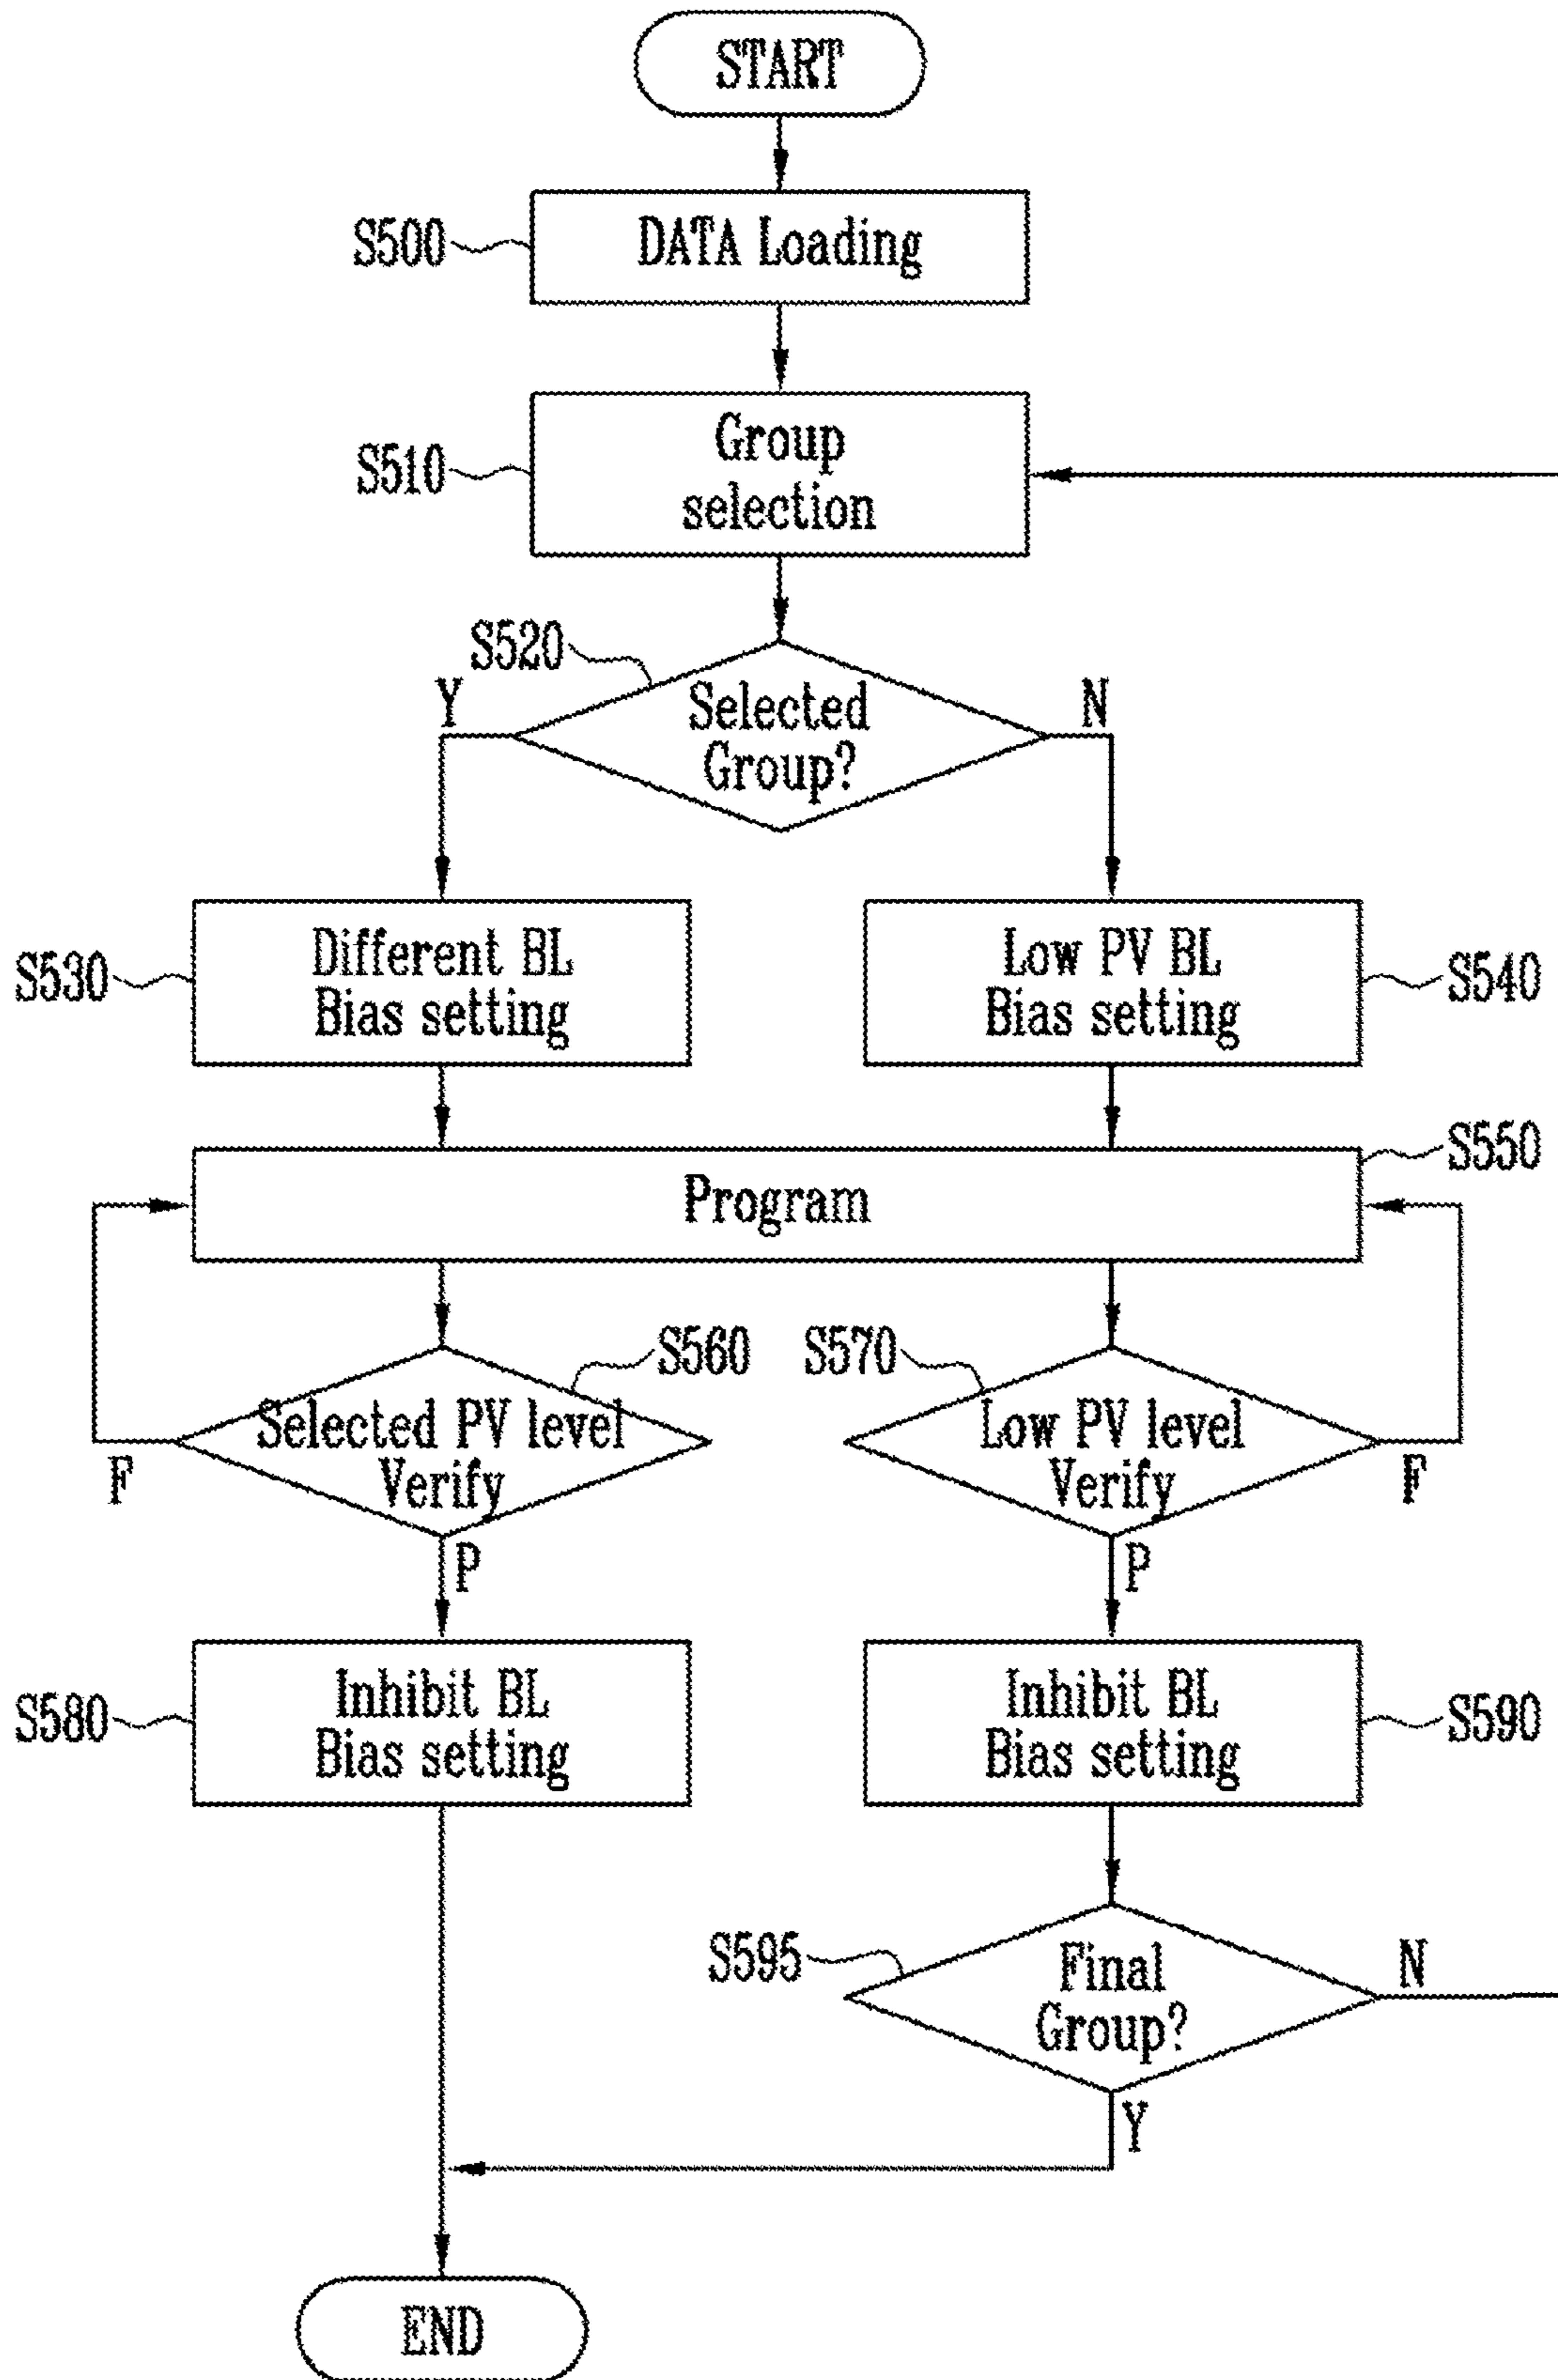 START
S500
DATA Loading
S510
Group
selection
S520
Y
Selected
Group?
N
S530
Different BL
Bias setting
Low PV BL
Bias setting
S540
S550
Program
S560
S570
Selected PV level
Verify
F
Low PV level
Verify
F
P
P
S580
Inhibit BL
Bias setting
Inhibit BL
Bias setting
S590
S595
Final
Group?
N
Y
END